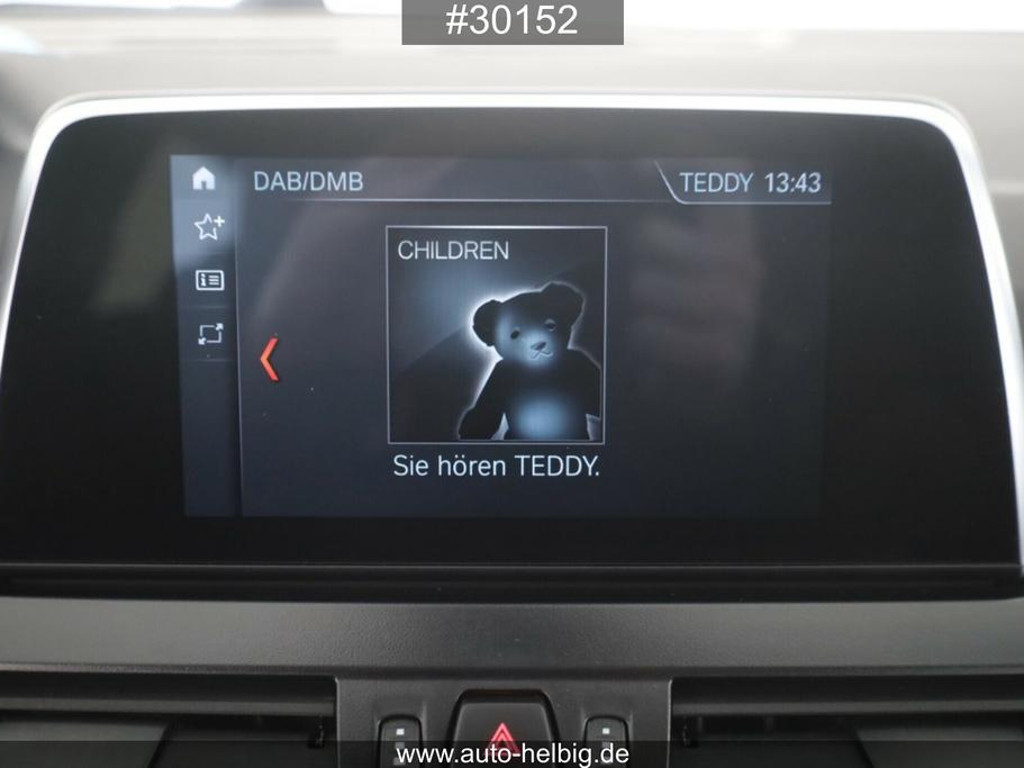 #30152
DAB/DMB
TEDDY 13:43
CHILDREN
Sie hören TEDDY.
www.auto-helbig.de